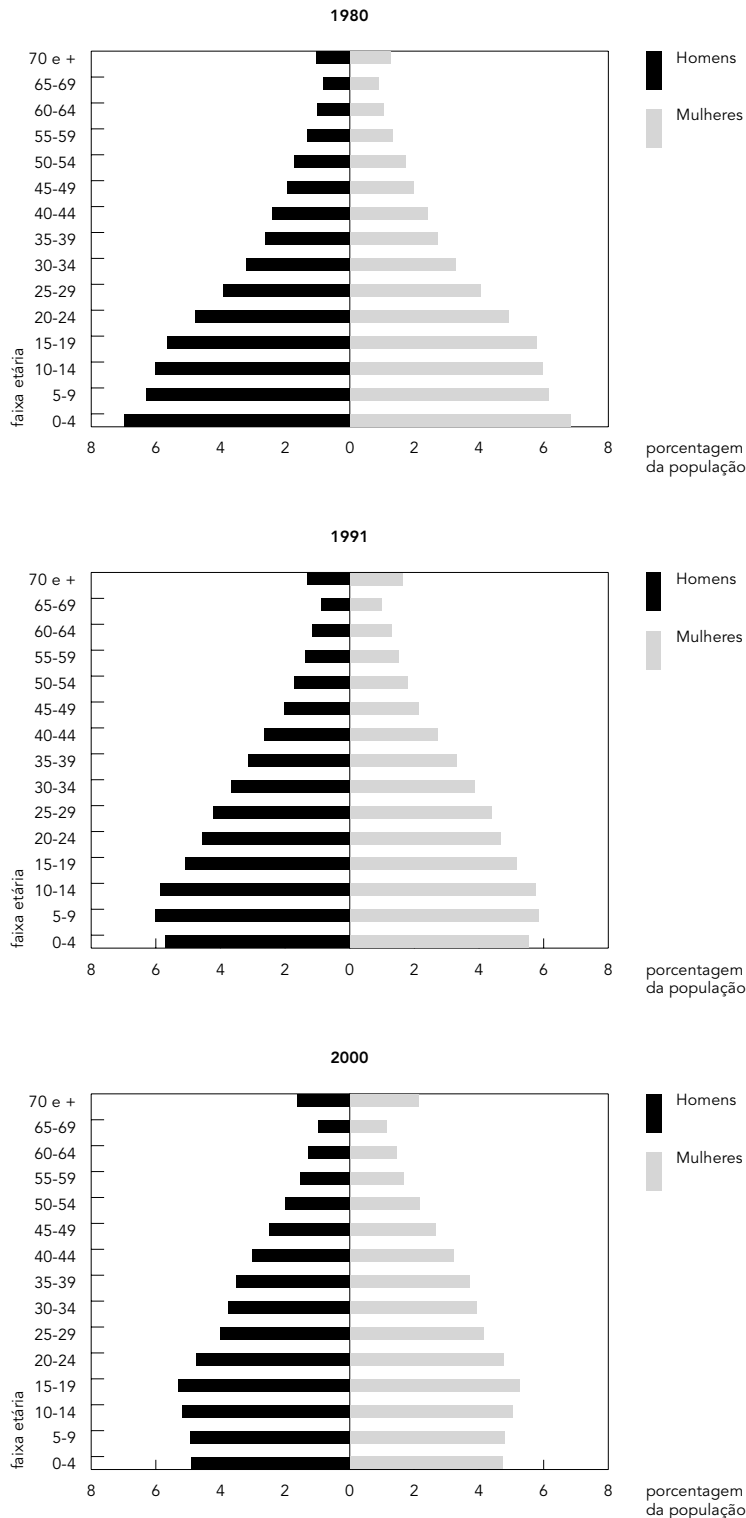 1980
70 e +
65-69
60-64
55-59
50-54
45-49
40-44
35-39
30-34
25-29
20-24
15-19
10-14
5-9
0-4
faixa etária
8 6 4 2 0 2 4 6 8
porcentagem
da população
Homens
Mulheres
1991
70 e +
65-69
60-64
55-59
50-54
45-49
40-44
35-39
30-34
25-29
20-24
15-19
10-14
5-9
0-4
faixa etária
8 6 4 2 0 2 4 6 8
porcentagem
da população
Homens
Mulheres
2000
70 e +
65-69
60-64
55-59
50-54
45-49
40-44
35-39
30-34
25-29
20-24
15-19
10-14
5-9
0-4
faixa etária
8 6 4 2 0 2 4 6 8
porcentagem
da população
Homens
Mulheres